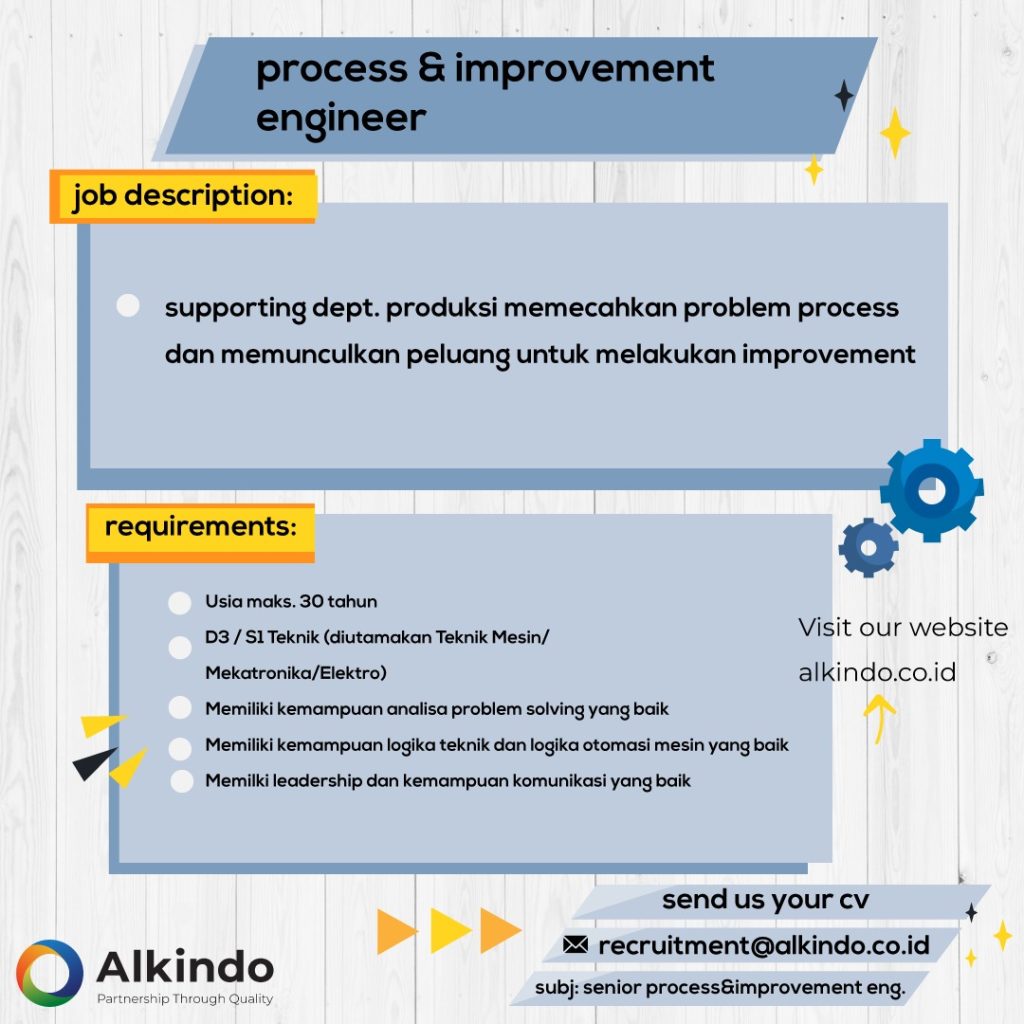 process & improvement
engineer
job description:
supporting dept. produksi memecahkan problem process
dan memunculkan peluang untuk melakukan improvement
requirements:
Usia maks. 30 tahun
D3 / S1 Teknik (diutamakan Teknik Mesin/
Mekatronika/Elektro)
Memiliki kemampuan analisa problem solving yang baik
Memiliki kemampuan logika teknik dan logika otomasi mesin yang baik
Memilki leadership dan kemampuan komunikasi yang baik
Visit our website
alkindo.co.id
send us your cv
recruitment@alkindo.co.id
subj: senior process&improvement eng.
Alkindo
Partnership Through Quality